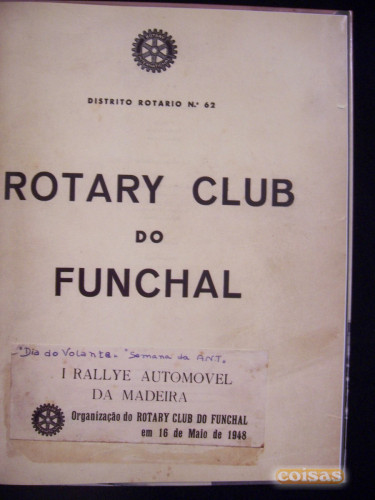 DISTRITO ROTARIO N.º 62
ROTARY CLUB
DO
FUNCHAL
"Dia do Volante" "Semana da ANT"
I RALLYE AUTOMOVEL
DA MADEIRA
Organização do ROTARY CLUB DO FUNCHAL
em 16 de Maio de 1948
coisas